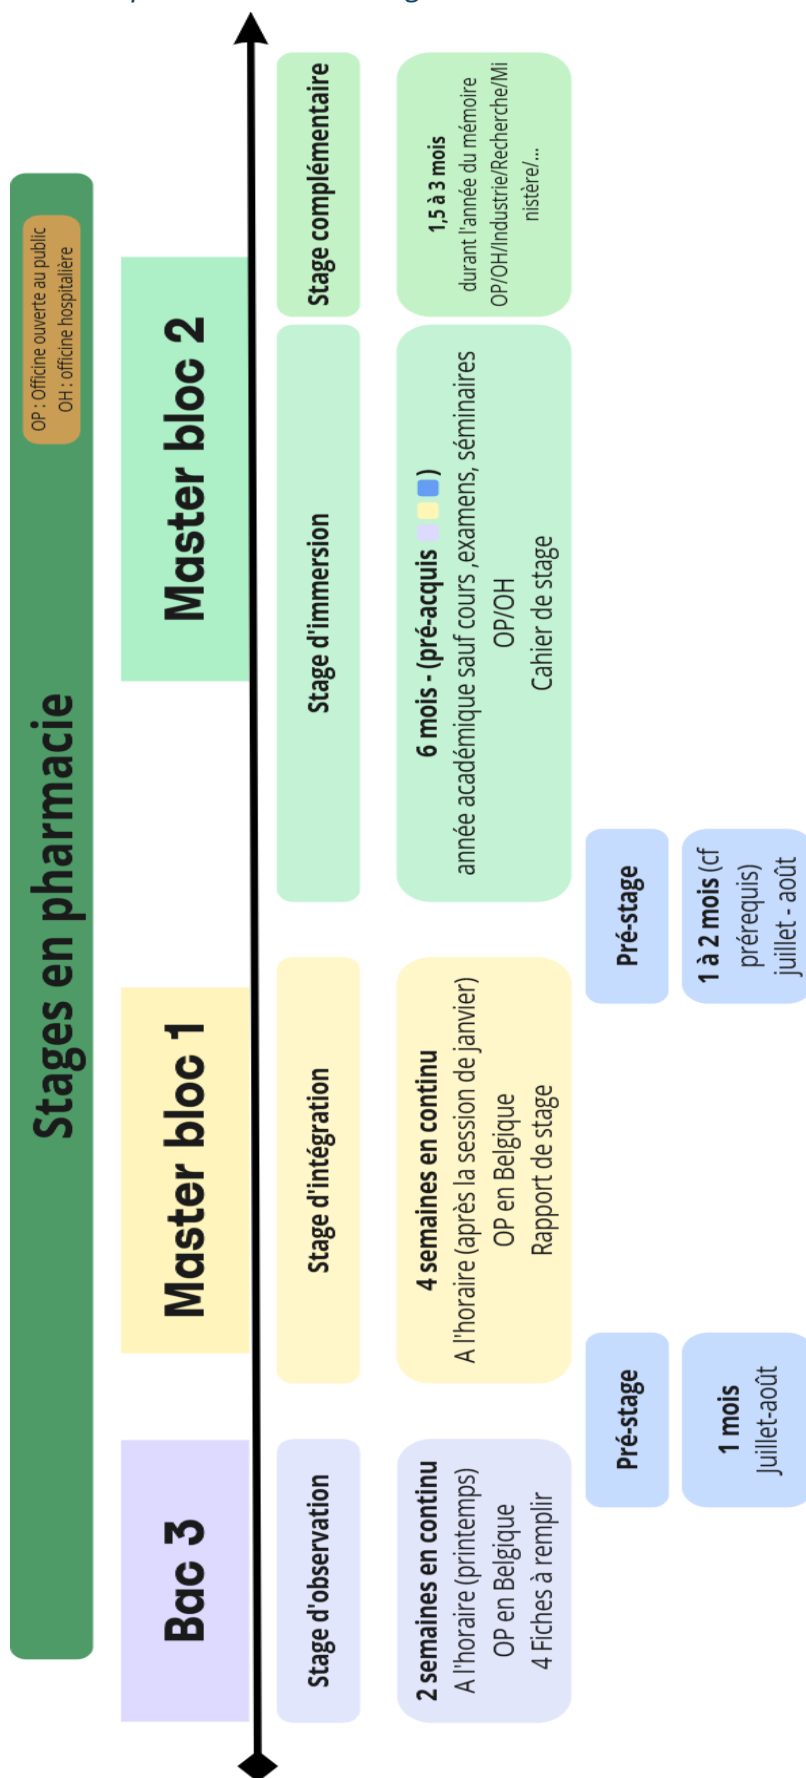 Stages en pharmacie
OP : Officine ouverte au public
OH : officine hospitalière
Bac 3
Master bloc 1
Master bloc 2
Stage d'observation
Stage d'intégration
Stage d'immersion
Stage complémentaire
2 semaines en continu
A l'horaire (printemps)
OP en Belgique
4 Fiches à remplir
4 semaines en continu
A l'horaire (après la session de janvier)
OP en Belgique
Rapport de stage
6 mois - (pré-acquis )
année académique sauf cours ,examens, séminaires
OP/OH
Cahier de stage
1,5 à 3 mois
durant l'année du mémoire
OP/OH/Industrie/Recherche/Mi
nistère/...
Pré-stage
1 mois
Juillet-août
Pré-stage
1 à 2 mois (cf
prérequis)
juillet - août